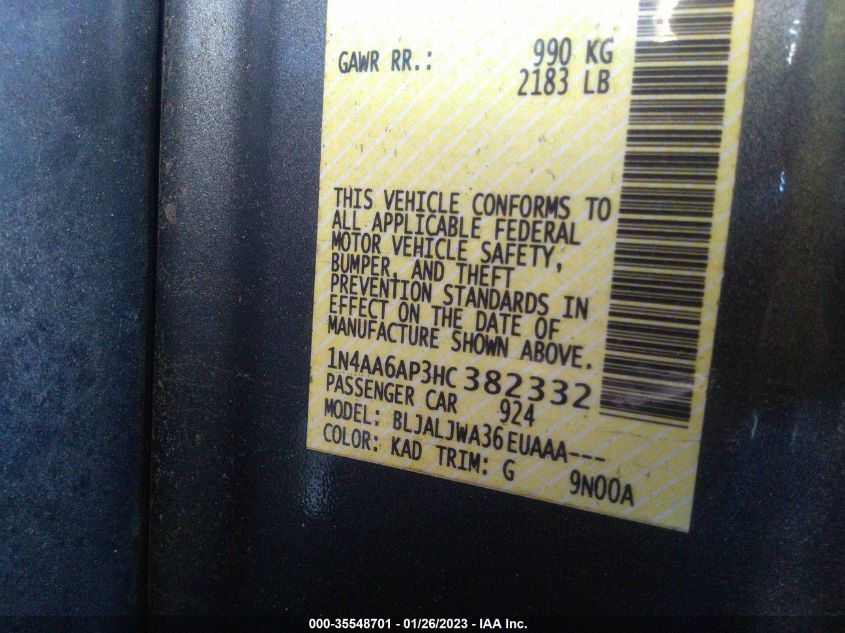 GAWR RR.: 990 KG
2183 LB
THIS VEHICLE CONFORMS TO
ALL APPLICABLE FEDERAL
MOTOR VEHICLE SAFETY,
BUMPER, AND THEFT
PREVENTION STANDARDS IN
EFFECT ON THE DATE OF
MANUFACTURE SHOWN ABOVE.
1N4AA6AP3HC382332
PASSENGER CAR 924
MODEL: BLJALJWA36EUAAA---
COLOR: KAD TRIM: G 9N00A
000-35548701 - 01/26/2023 - IAA Inc.